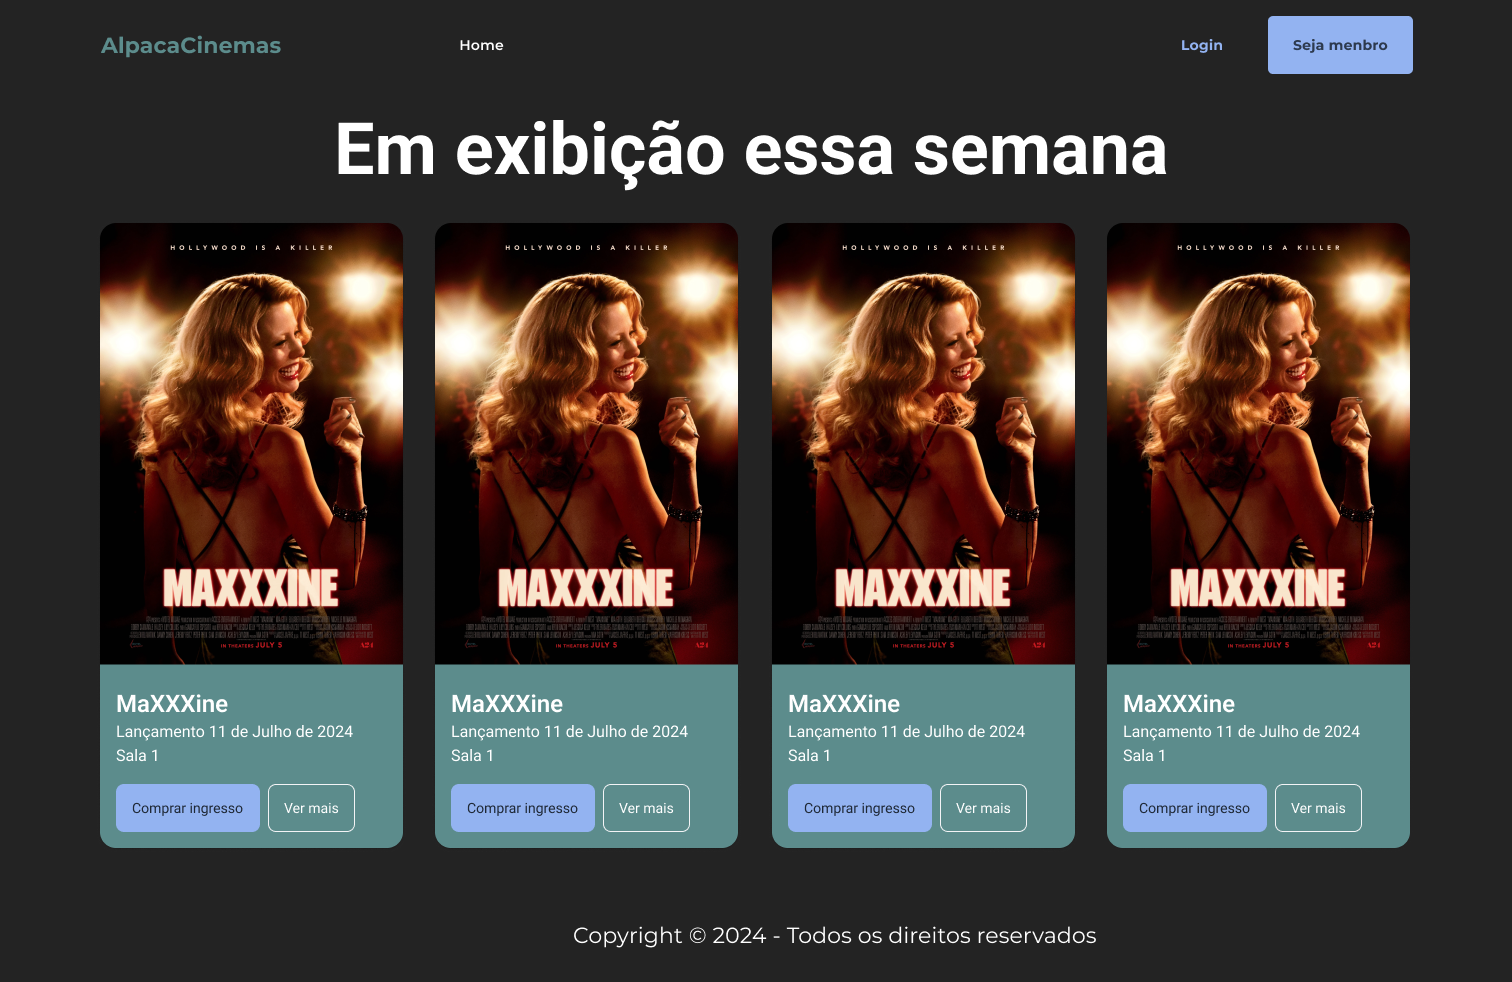 AlpacaCinemas
Home
Login
Seja menbro
Em exibição essa semana
HOLLYWOOD IS A KILLER
MAXXXINE
IN THEATERS JULY 5
MaXXXine
Lançamento 11 de Julho de 2024
Sala 1
Comprar ingresso
Ver mais
HOLLYWOOD IS A KILLER
MAXXXINE
IN THEATERS JULY 5
MaXXXine
Lançamento 11 de Julho de 2024
Sala 1
Comprar ingresso
Ver mais
HOLLYWOOD IS A KILLER
MAXXXINE
IN THEATERS JULY 5
MaXXXine
Lançamento 11 de Julho de 2024
Sala 1
Comprar ingresso
Ver mais
HOLLYWOOD IS A KILLER
MAXXXINE
IN THEATERS JULY 5
MaXXXine
Lançamento 11 de Julho de 2024
Sala 1
Comprar ingresso
Ver mais
Copyright © 2024 - Todos os direitos reservados